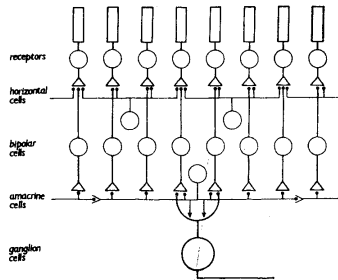 receptors
horizontal
cells
bipolar
cells
amacrine
cells
ganglion
cells